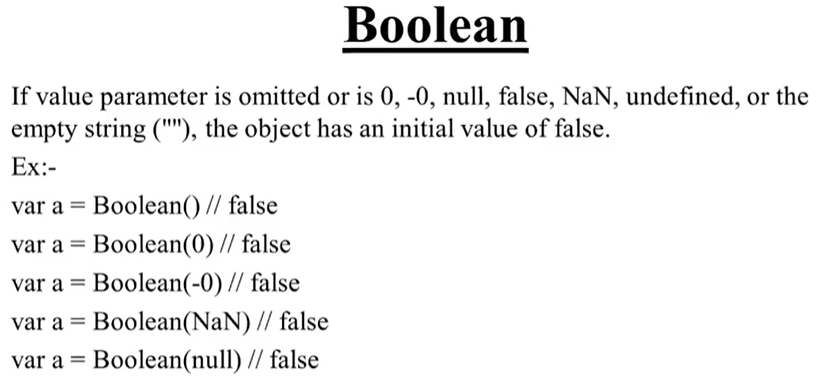 Boolean
If value parameter is omitted or is 0, -0, null, false, NaN, undefined, or the
empty string (""), the object has an initial value of false.
Ex:-
var a = Boolean() // false
var a = Boolean(0) // false
var a = Boolean(-0) // false
var a = Boolean(NaN) // false
var a = Boolean(null) // false